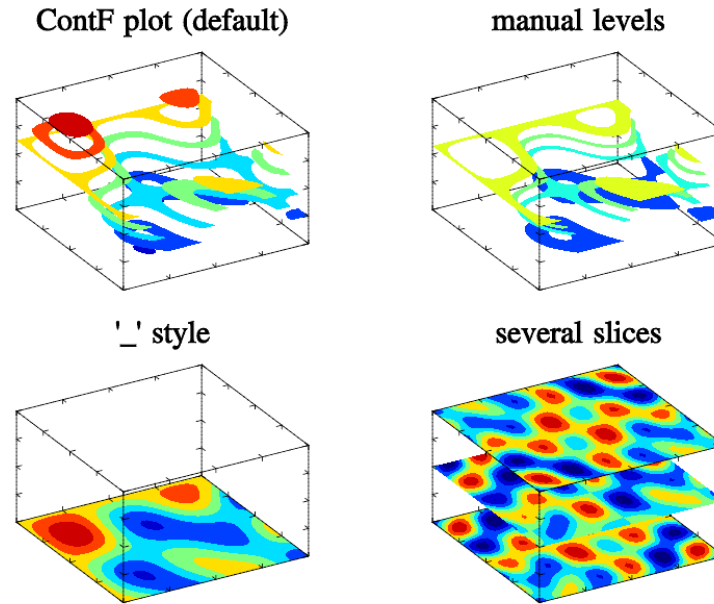 ContF plot (default)
manual levels
'_' style
several slices